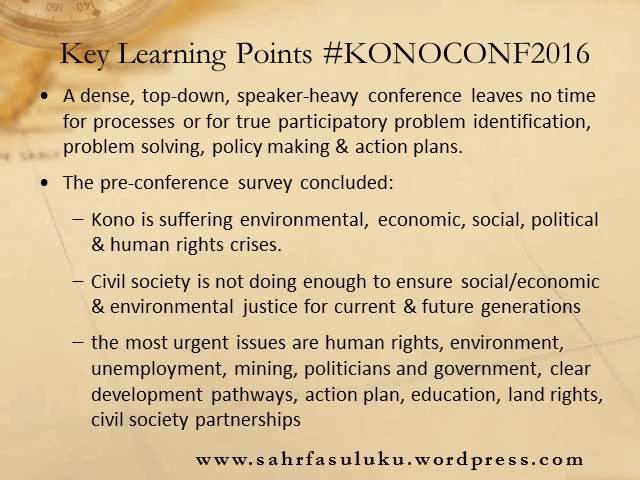 Key Learning Points #KONOCONF2016
• A dense, top-down, speaker-heavy conference leaves no time
for processes or for true participatory problem identification,
problem solving, policy making & action plans.
• The pre-conference survey concluded:
– Kono is suffering environmental, economic, social, political
& human rights crises.
– Civil society is not doing enough to ensure social/economic
& environmental justice for current & future generations
– the most urgent issues are human rights, environment,
unemployment, mining, politicians and government, clear
development pathways, action plan, education, land rights,
civil society partnerships
www.sahrfasuluku.wordpress.com